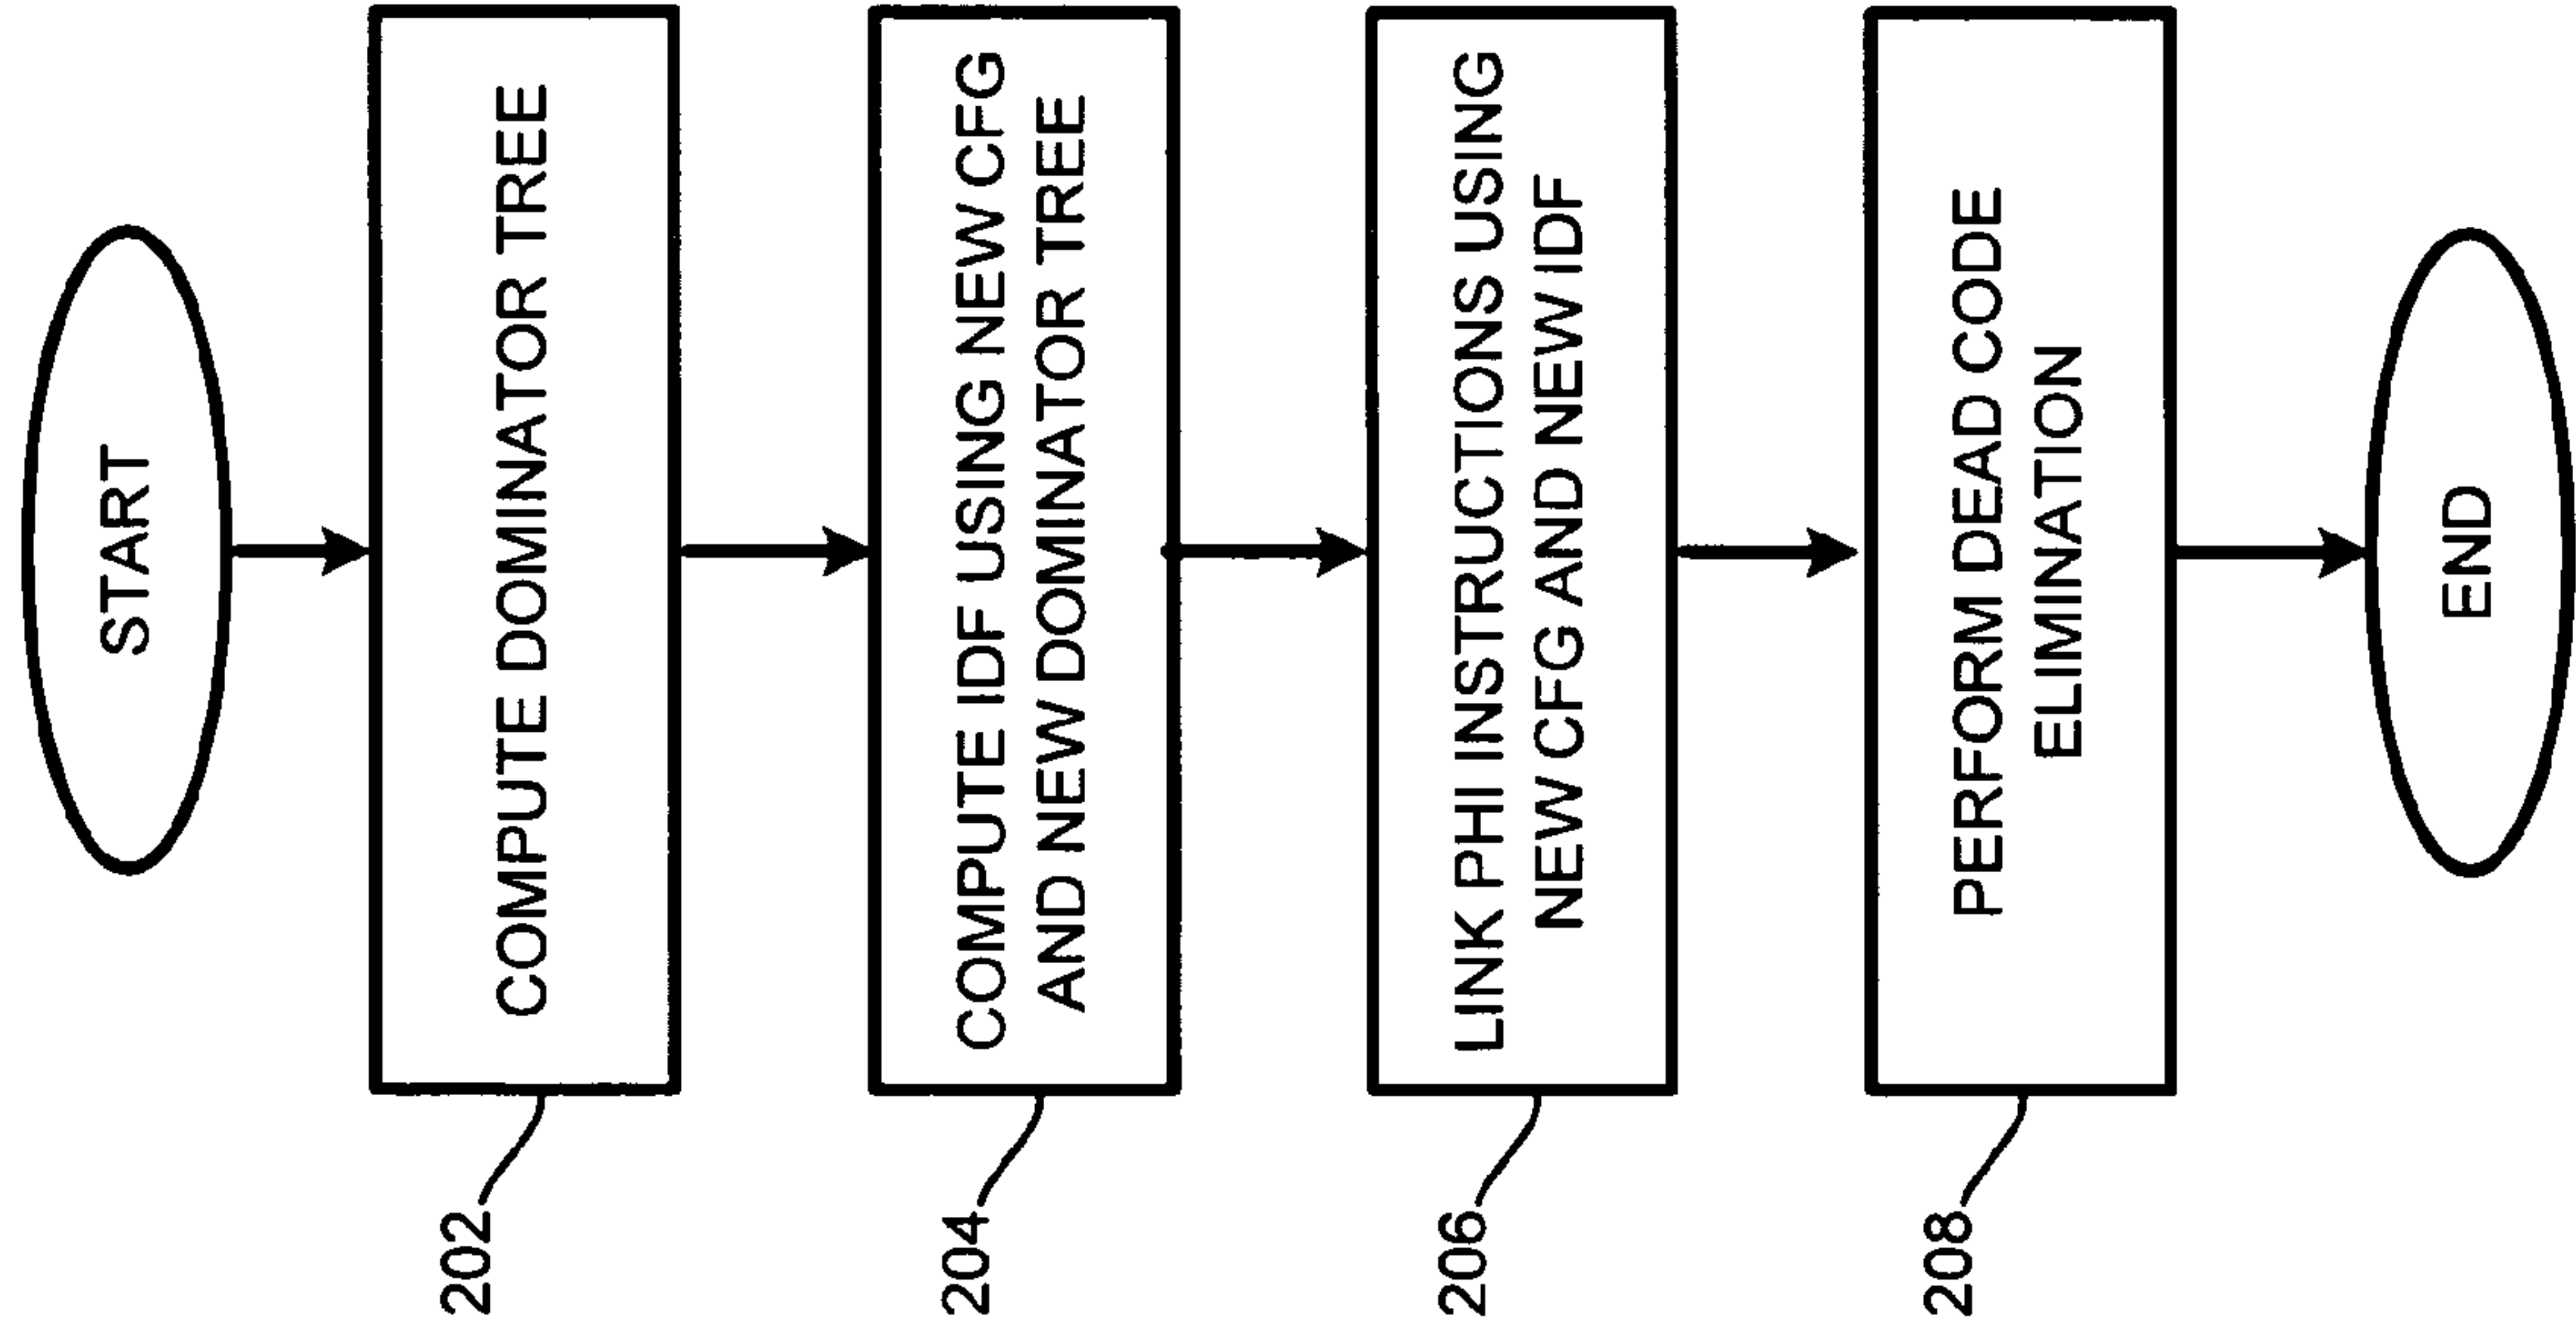 START
COMPUTE DOMINATOR TREE
202
COMPUTE IDF USING NEW CFG
AND NEW DOMINATOR TREE
204
LINK PHI INSTRUCTIONS USING
NEW CFG AND NEW IDF
206
PERFORM DEAD CODE
ELIMINATION
208
END